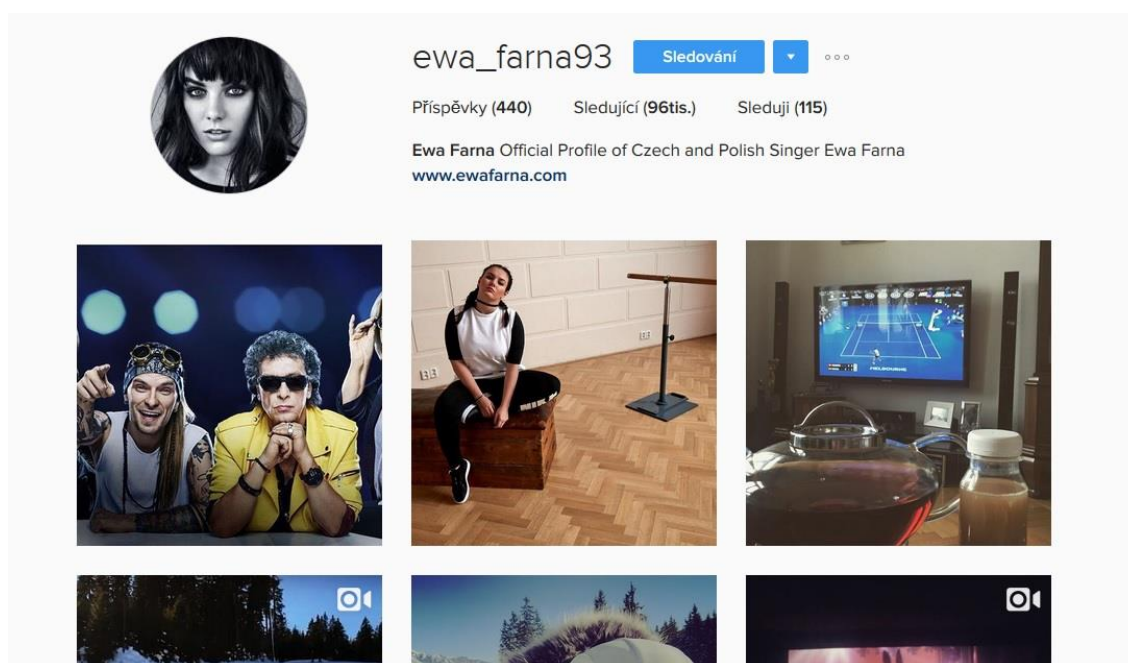 ewa_farna93 Sledování
Příspěvky (440) Sledující (96tis.) Sleduji (115)
Ewa Farna Official Profile of Czech and Polish Singer Ewa Farna
www.ewafarna.com
MELBOURNE